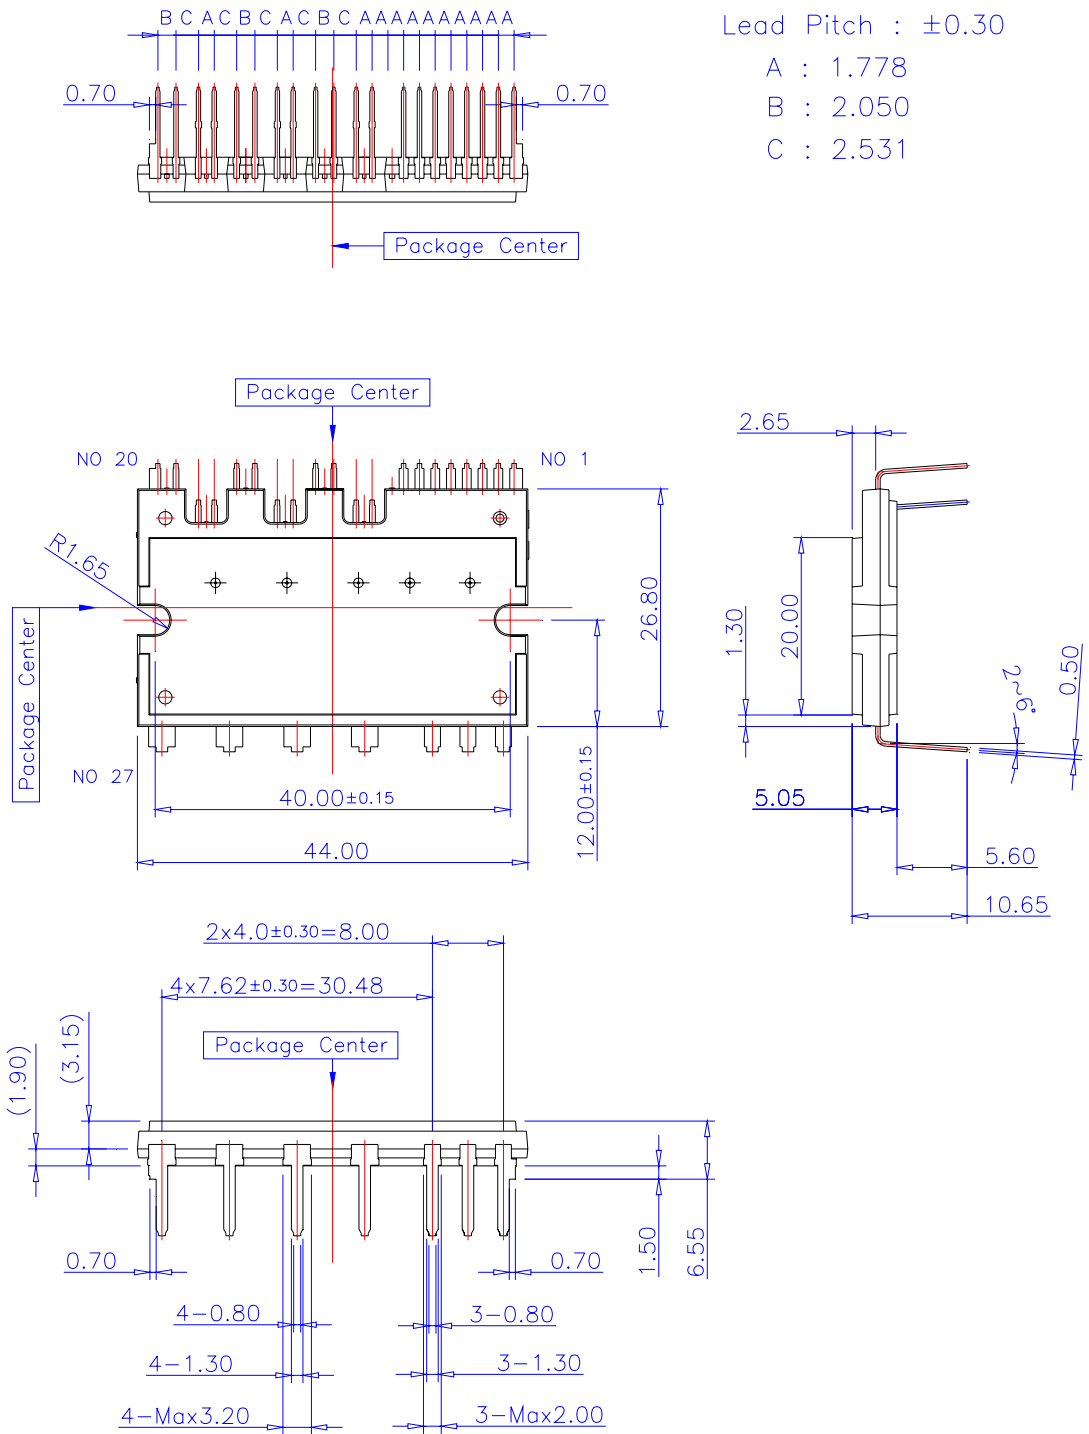 B C A C B C A C B C A A A A A A A A A A
Lead Pitch : ±0.30
A : 1.778
B : 2.050
C : 2.531
0.70
0.70
Package Center
Package Center
NO 20
NO 1
R1.65
Package Center
26.80
NO 27
40.00±0.15
12.00±0.15
44.00
2.65
1.30
20.00
2~6°
0.50
5.05
5.60
10.65
2x4.0±0.30=8.00
4x7.62±0.30=30.48
Package Center
(1.90)
(3.15)
0.70
0.70
1.50
6.55
4-0.80
3-0.80
4-1.30
3-1.30
4-Max3.20
3-Max2.00